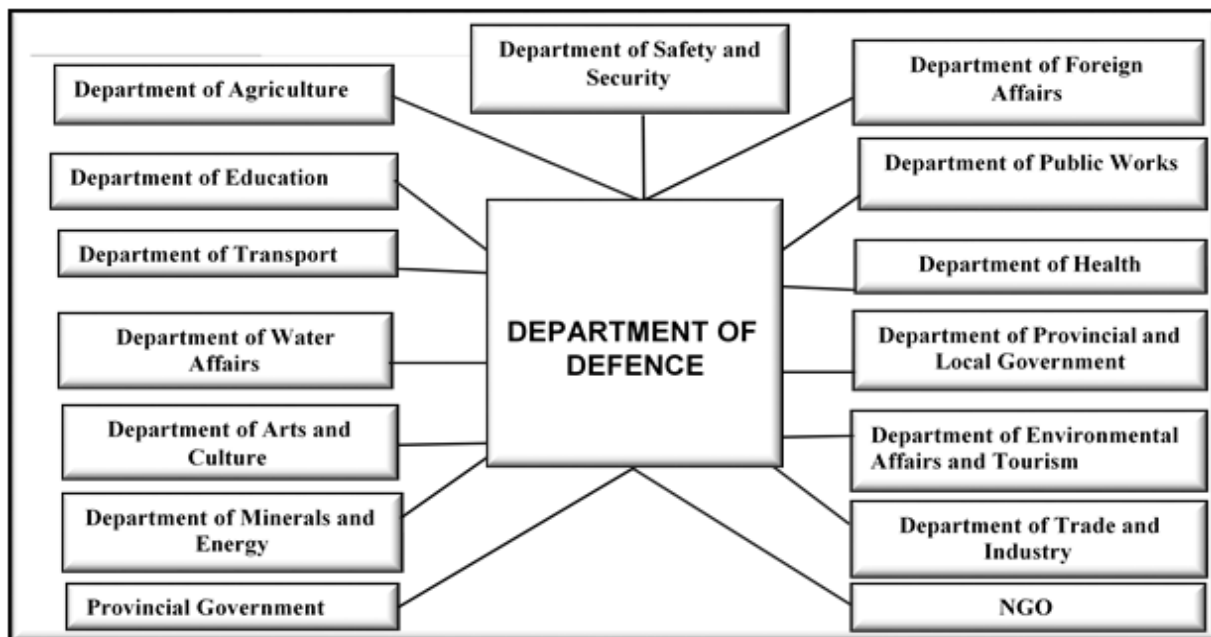 Department of Safety and
Security
Department of Agriculture
Department of Foreign
Affairs
Department of Education
Department of Public Works
Department of Transport
Department of Health
DEPARTMENT OF
DEFENCE
Department of Water
Affairs
Department of Provincial and
Local Government
Department of Arts and
Culture
Department of Environmental
Affairs and Tourism
Department of Minerals and
Energy
Department of Trade and
Industry
Provincial Government
NGO